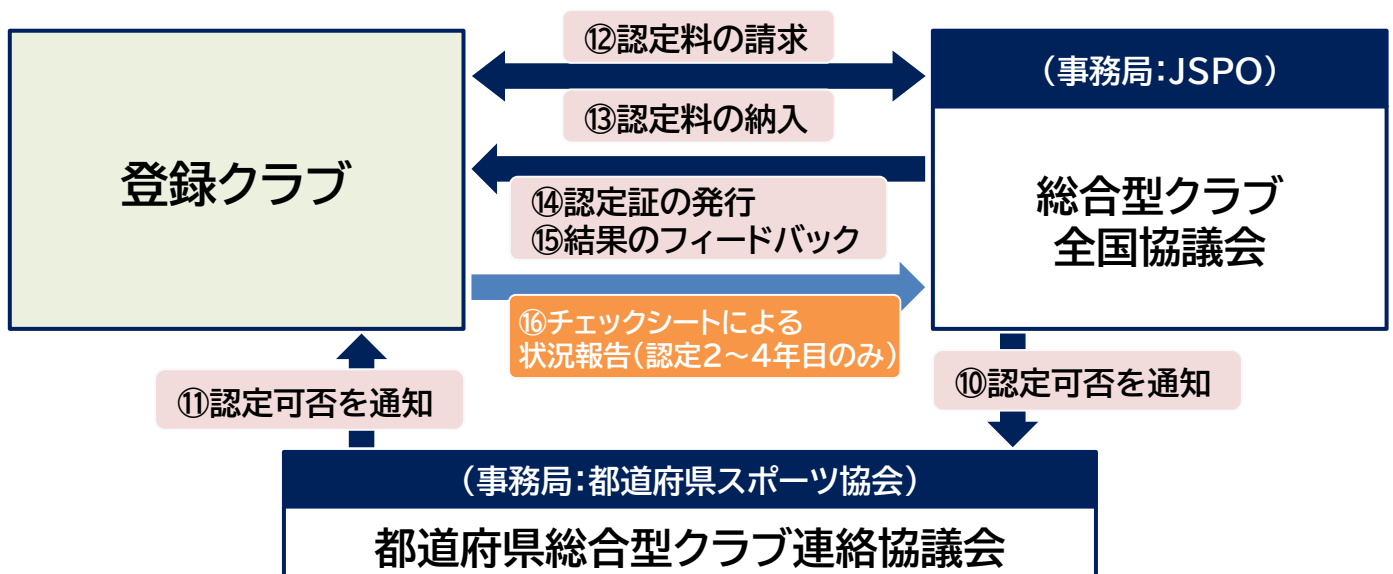 ⑫認定料の請求
(事務局:JSPO)
⑬認定料の納入
登録クラブ
総合型クラブ
全国協議会
⑭認定証の発行
⑮結果のフィードバック
⑯チェックシートによる
状況報告(認定2~4年目のみ)
⑩認定可否を通知
⑪認定可否を通知
(事務局:都道府県スポーツ協会)
都道府県総合型クラブ連絡協議会